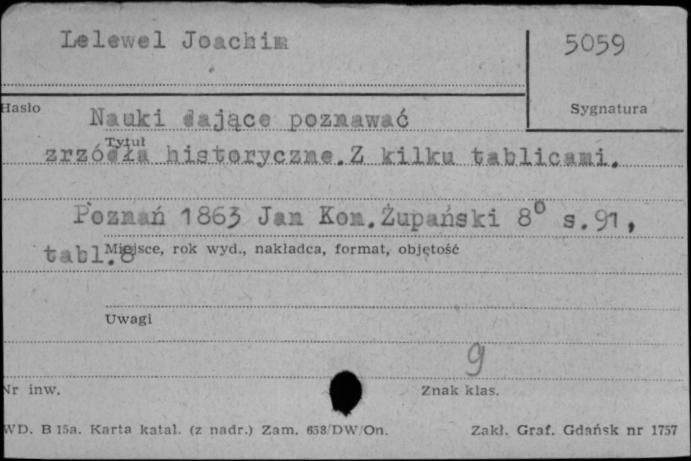 Lelewel Joachim
5059
Hasło
Sygnatura
Nauki dające poznawać
Tytuł
zrzódła historyczne.Z kilku tablicami.
Poznań 1863 Jan Kon.Żupański 8° s.91,
tabl.8
Miejsce, rok wyd., nakładca, format, objętość
Uwagi
9
Nr inw.
Znak klas.
WD. B 15a. Karta katal. (z nadr.) Zam. 658/DW/On.
Zakł. Graf. Gdańsk nr 1757